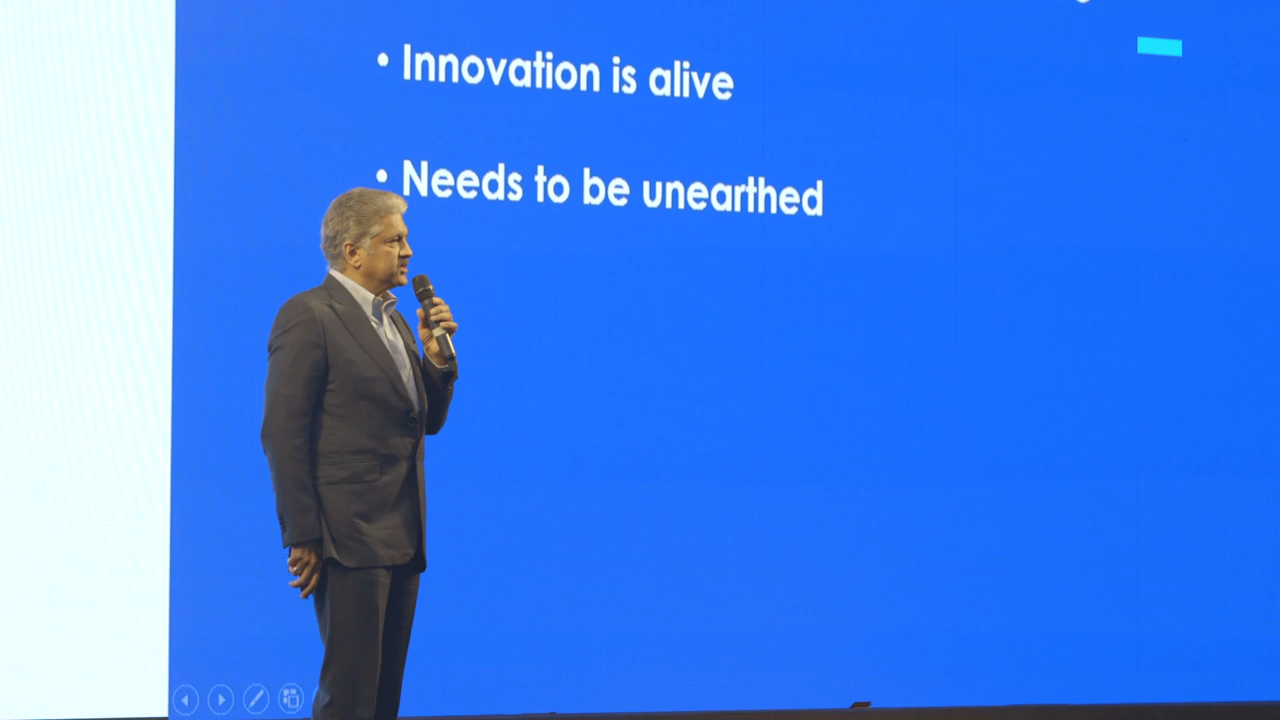 • Innovation is alive
• Needs to be unearthed